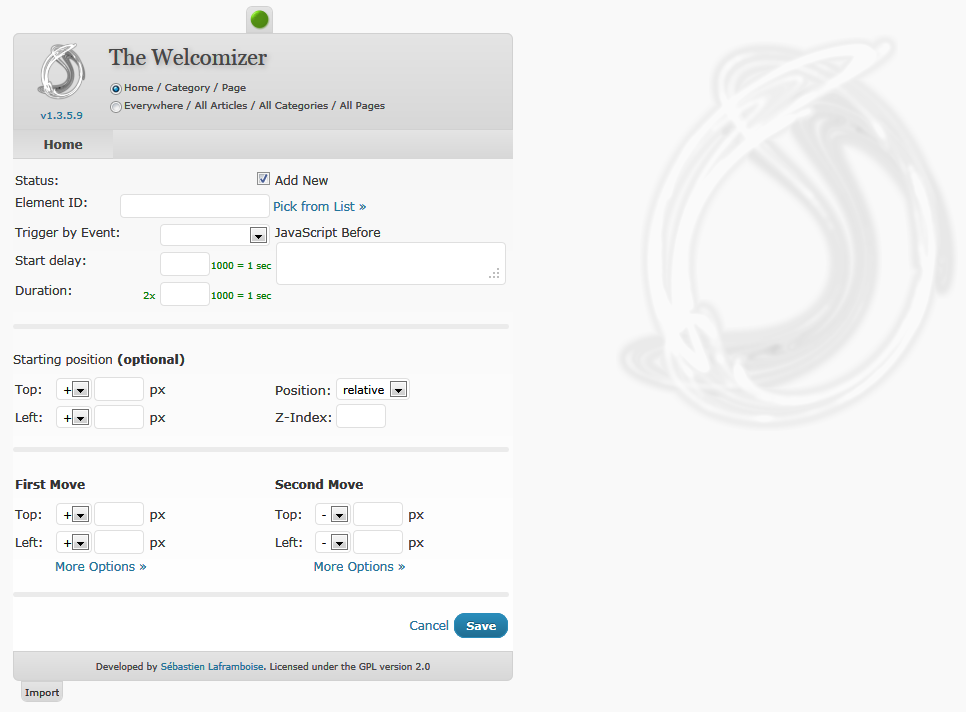 The Welcomizer
Home / Category / Page
Everywhere / All Articles / All Categories / All Pages
v1.3.5.9
Home
Status: Add New
Element ID: Pick from List »
Trigger by Event: JavaScript Before
Start delay: 1000 = 1 sec
Duration: 2x 1000 = 1 sec
Starting position (optional)
Top: + px Position: relative
Left: + px Z-Index:
First Move Second Move
Top: + px Top: - px
Left: + px Left: - px
More Options » More Options »
Cancel Save
Developed by Sébastien Laframboise. Licensed under the GPL version 2.0
Import